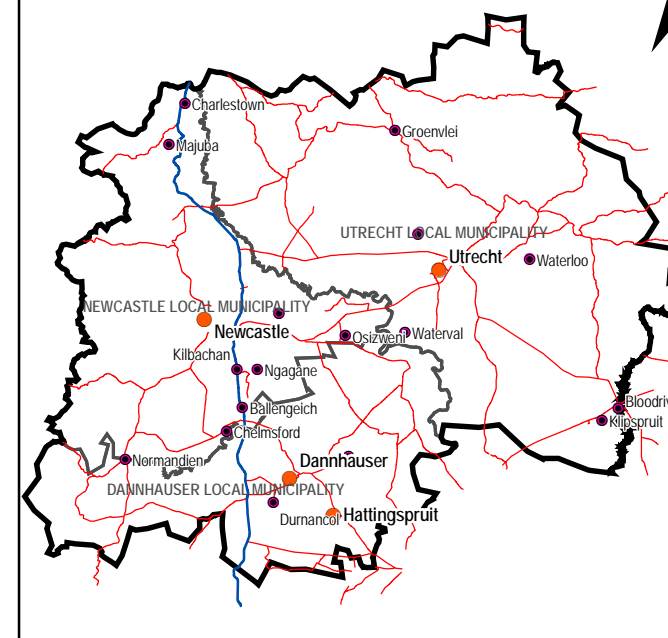 Charlestown
Groenvlei
Majuba
UTRECHT LOCAL MUNICIPALITY
Utrecht
Waterloo
NEWCASTLE LOCAL MUNICIPALITY
Newcastle
Osizweni
Waterval
Kilbachan
Ngagane
Ballengeich
Bloodriv
Klipspruit
Chelmsford
Normandien
Dannhauser
DANNHAUSER LOCAL MUNICIPALITY
Durnancol
Hattingspruit